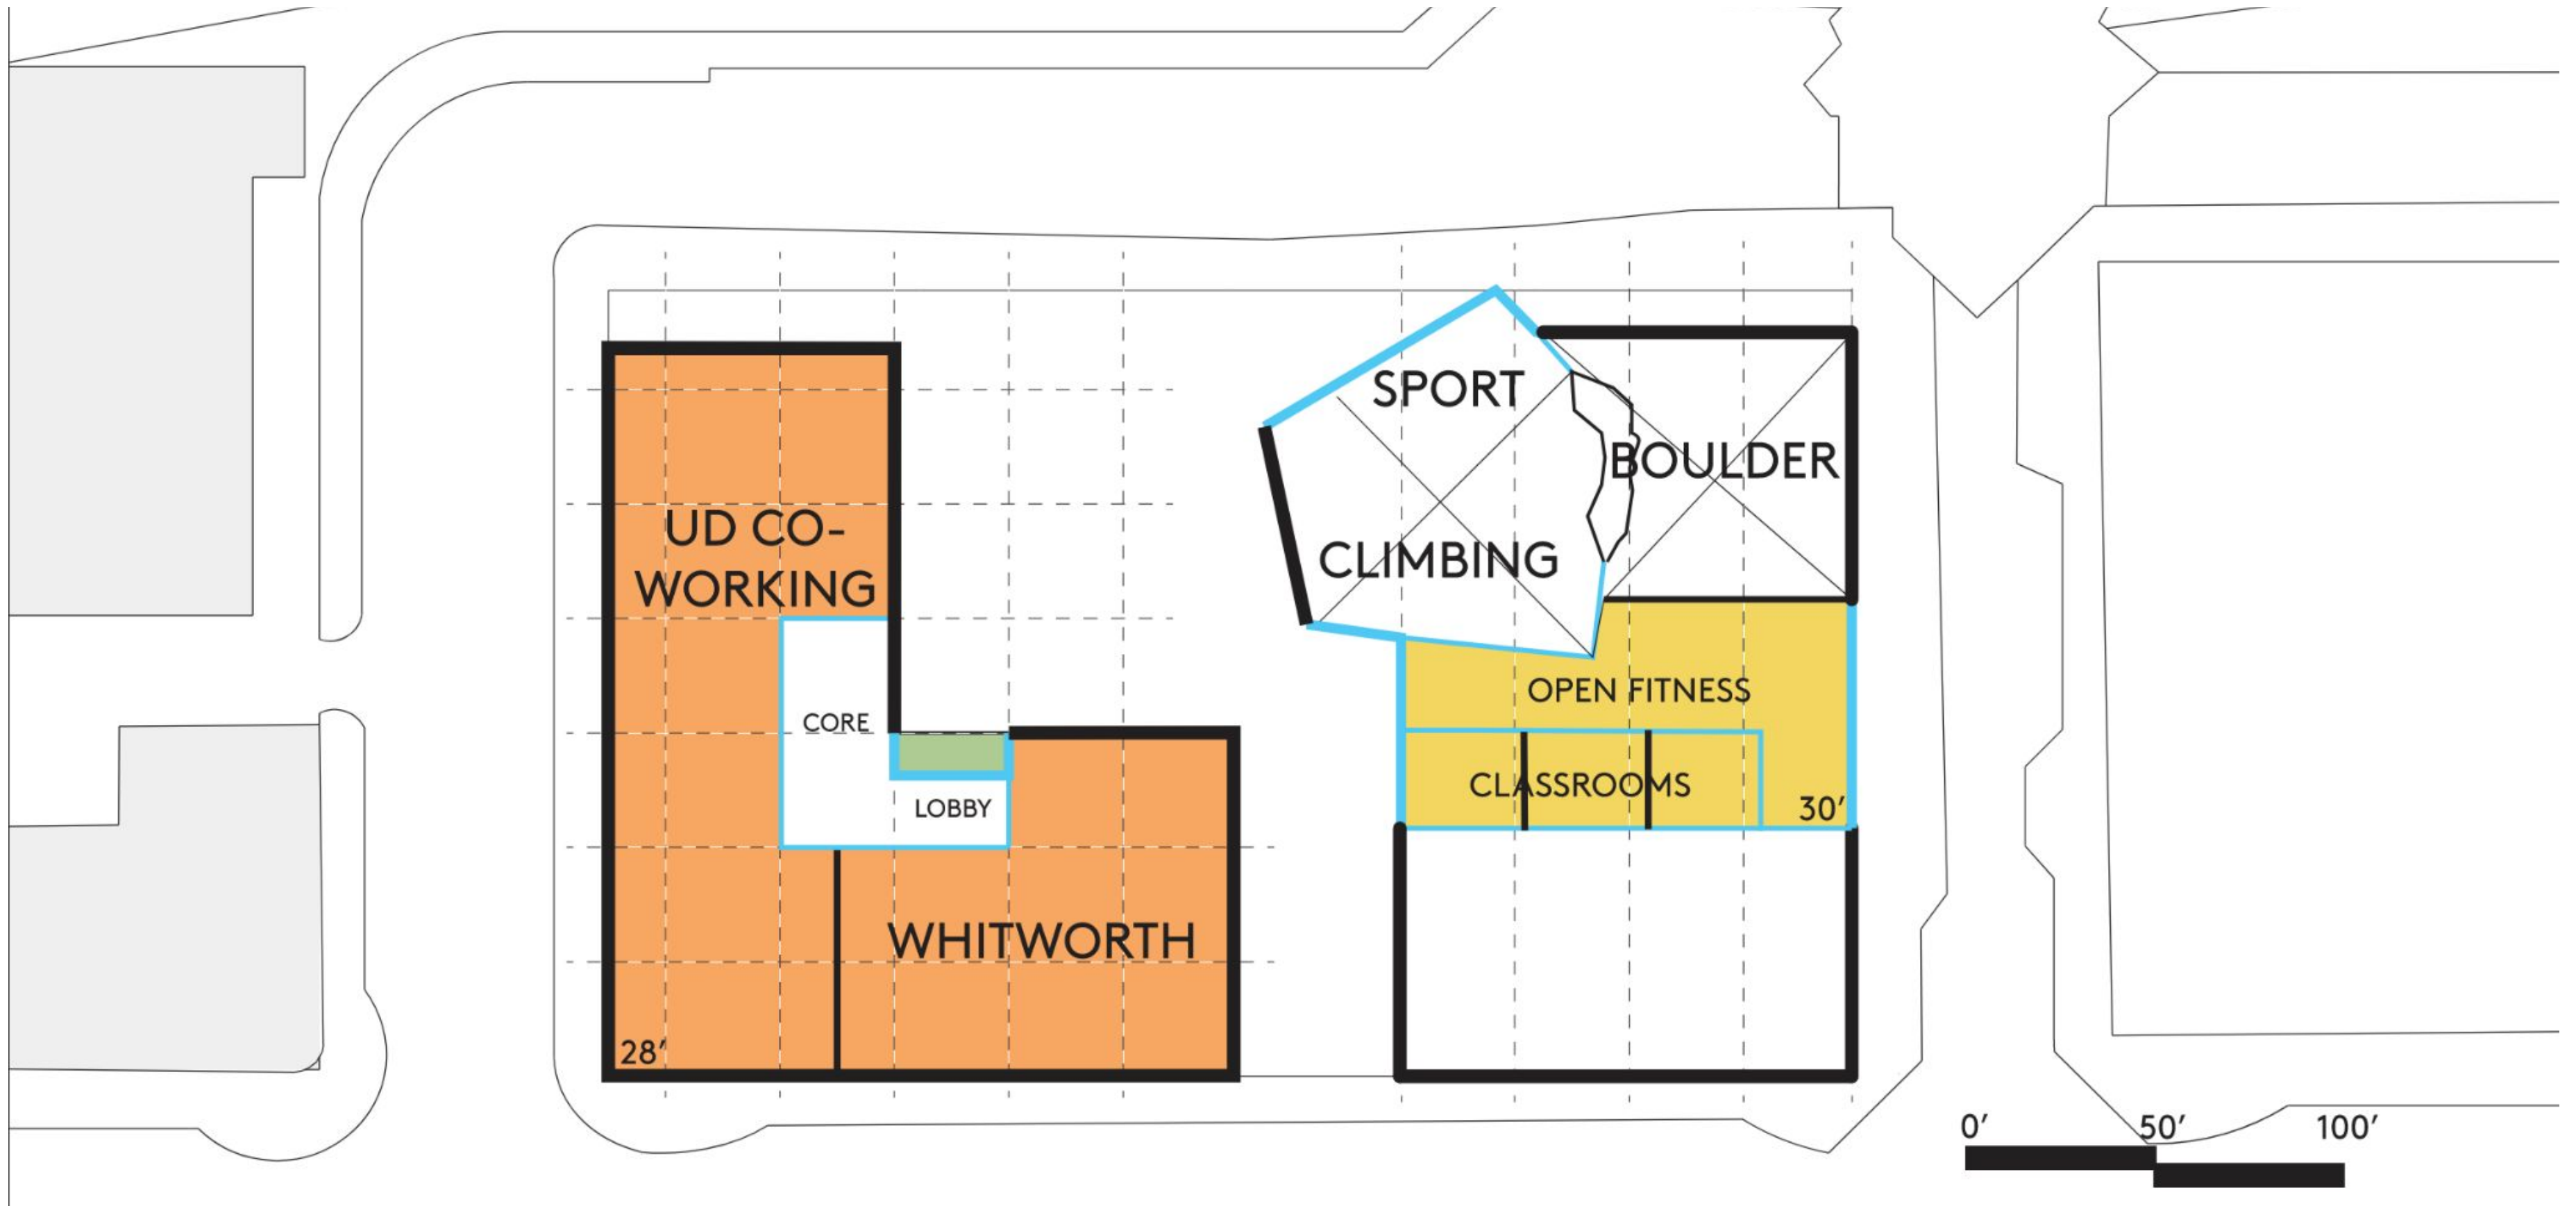 SPORT
CLIMBING
BOULDER
UD CO-
WORKING
CORE
LOBBY
OPEN FITNESS
CLASSROOMS
30′
WHITWORTH
28′
0′ 50′ 100′